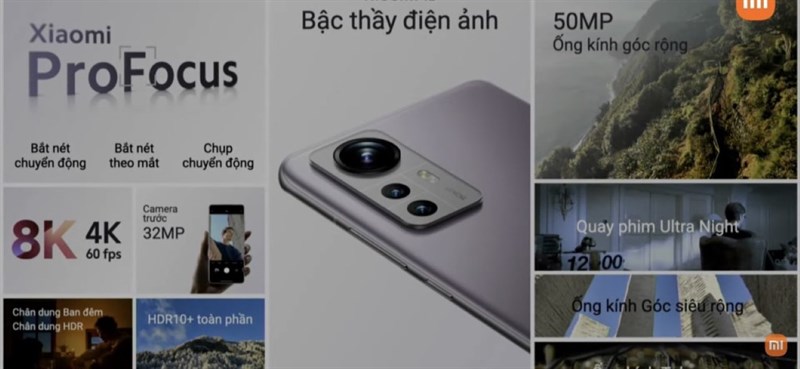 Xiaomi
ProFocus
Bắt nét
chuyển động
Bắt nét
theo mắt
Chụp
chuyển động
8K
4K
60 fps
Camera
trước
32MP
Chân dung Ban đêm
Chân dung HDR
HDR10+ toàn phần
Bậc thầy điện ảnh
50MP
Ống kính góc rộng
Quay phim Ultra Night
12:00
Ống kính Góc siêu rộng